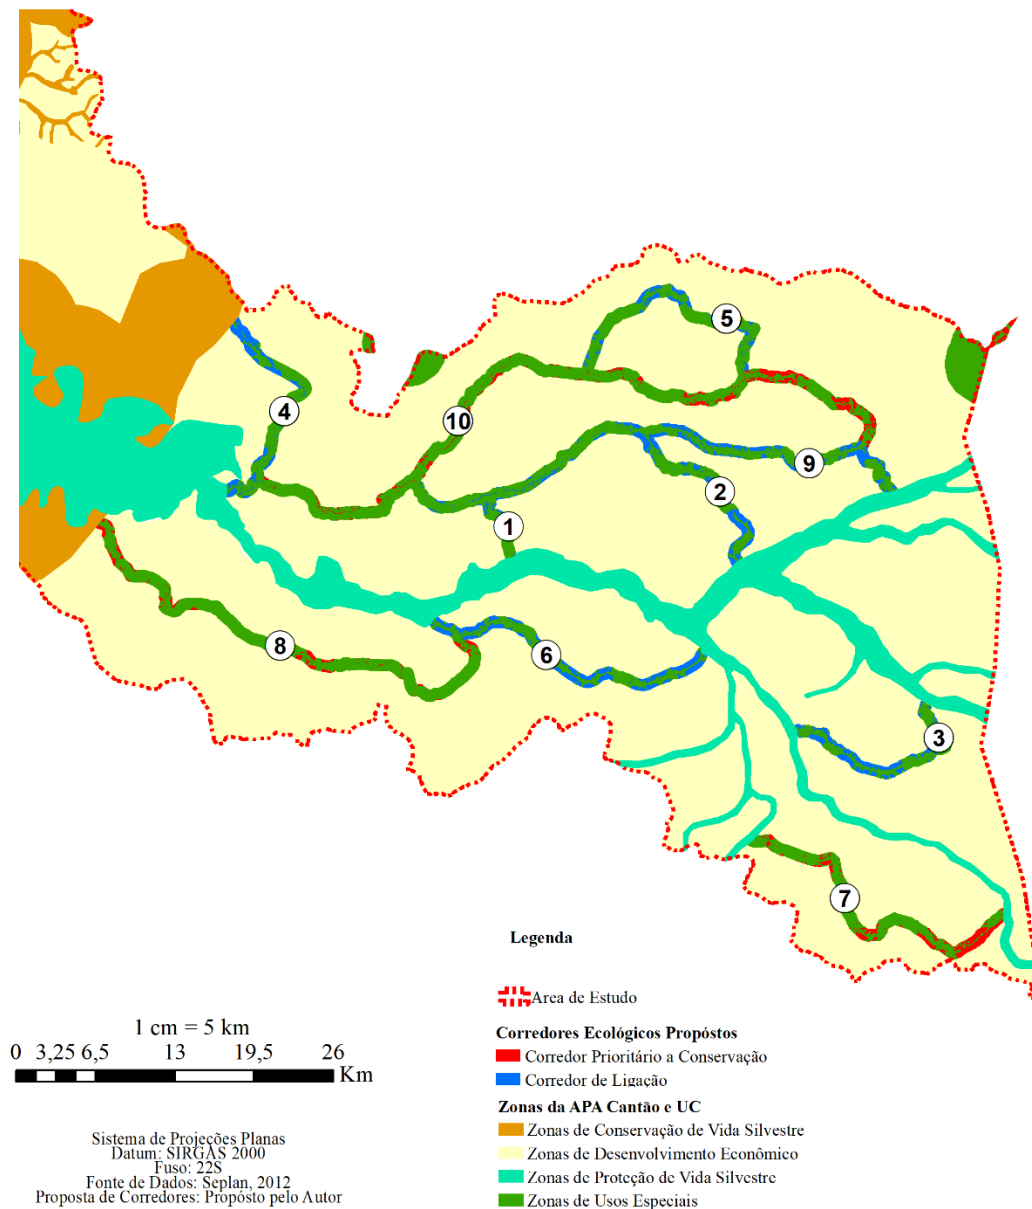 5
4
10
9
2
1
8
6
3
7
Legenda
Area de Estudo
Corredores Ecológicos Propóstos
Corredor Prioritário a Conservação
Corredor de Ligação
Zonas da APA Cantão e UC
Zonas de Conservação de Vida Silvestre
Zonas de Desenvolvimento Econômico
Zonas de Proteção de Vida Silvestre
Zonas de Usos Especiais
1 cm = 5 km
0 3,25 6,5 13 19,5 26
Km
Sistema de Projeções Planas
Datum: SIRGAS 2000
Fuso: 22S
Fonte de Dados: Seplan, 2012
Proposta de Corredores: Propósto pelo Autor